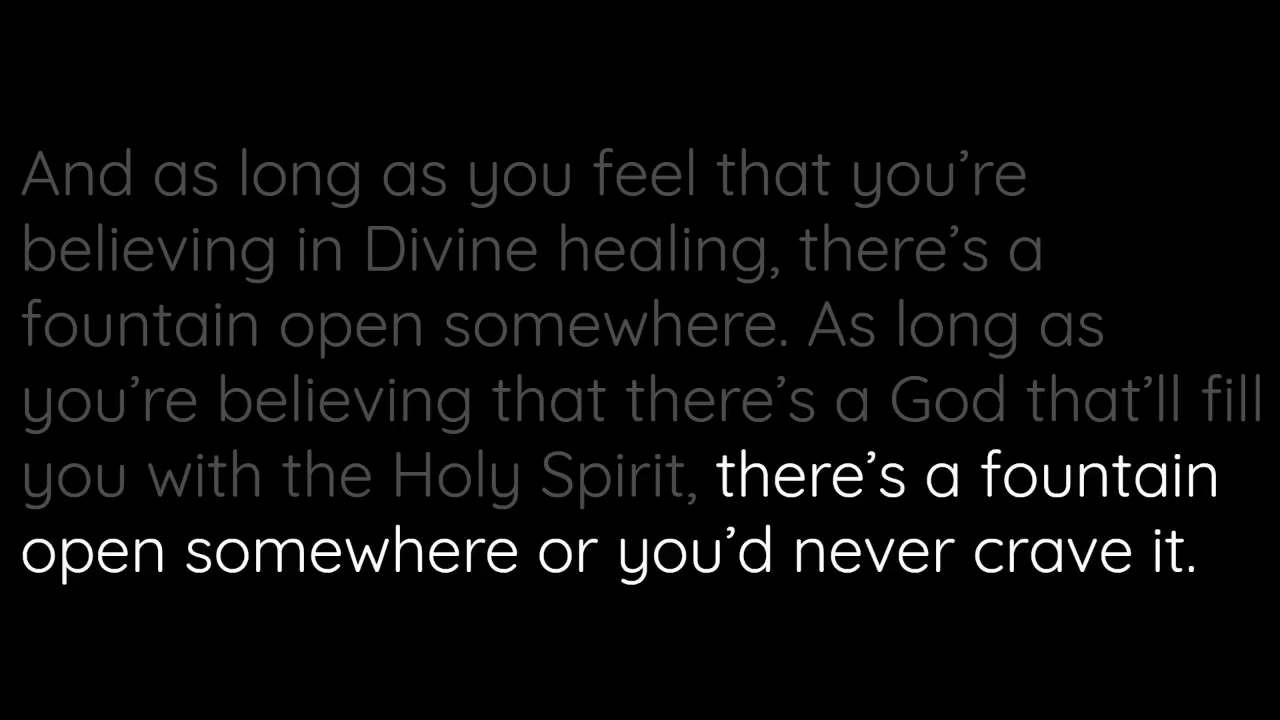 And as long as you feel that you’re
believing in Divine healing, there’s a
fountain open somewhere. As long as
you’re believing that there’s a God that’ll fill
you with the Holy Spirit, there’s a fountain
open somewhere or you’d never crave it.